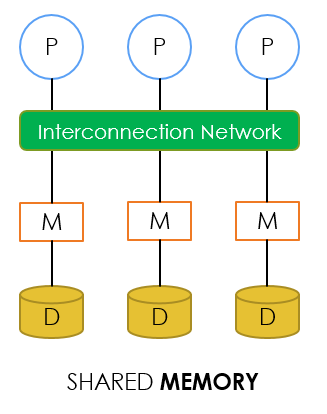 P P P
Interconnection Network
M M M
D D D
SHARED MEMORY